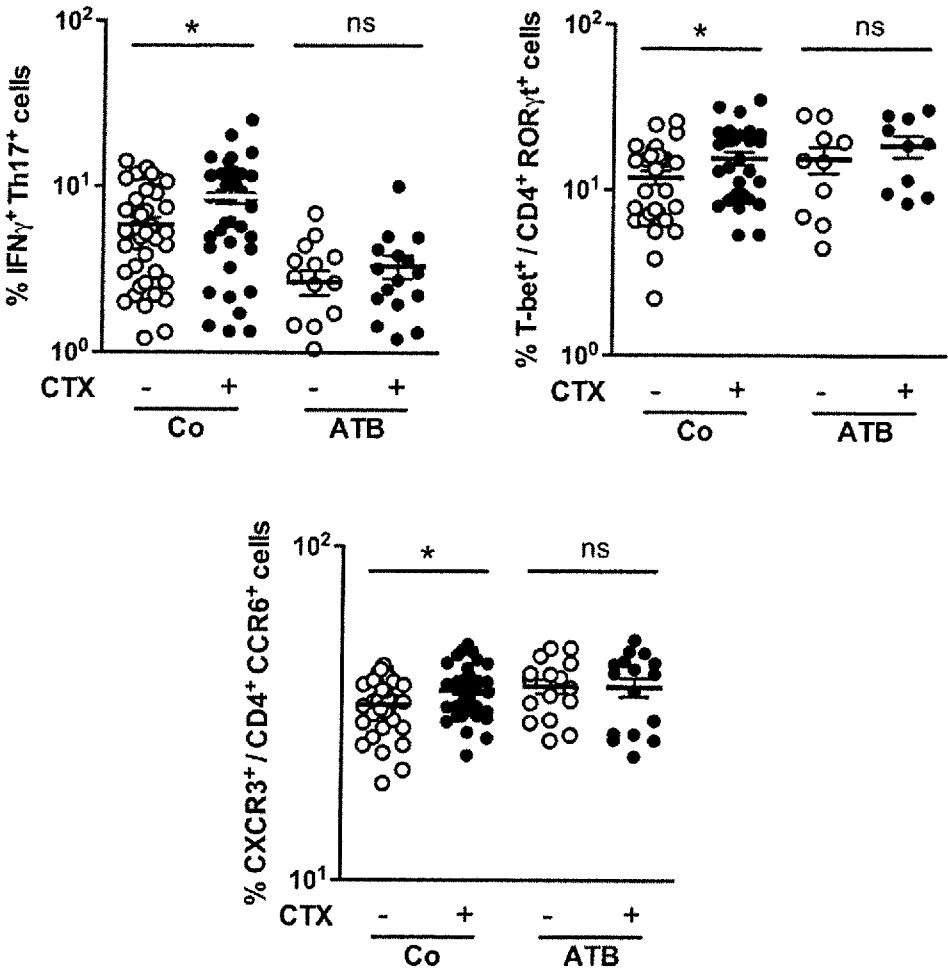 % IFNγ⁺ Th17⁺ cells
10²
10¹
10⁰
* ns
CTX - + - +
Co ATB
% T-bet⁺ / CD4⁺ RORγt⁺ cells
10²
10¹
10⁰
* ns
CTX - + - +
Co ATB
% CXCR3⁺ / CD4⁺ CCR6⁺ cells
10²
10¹
* ns
CTX - + - +
Co ATB